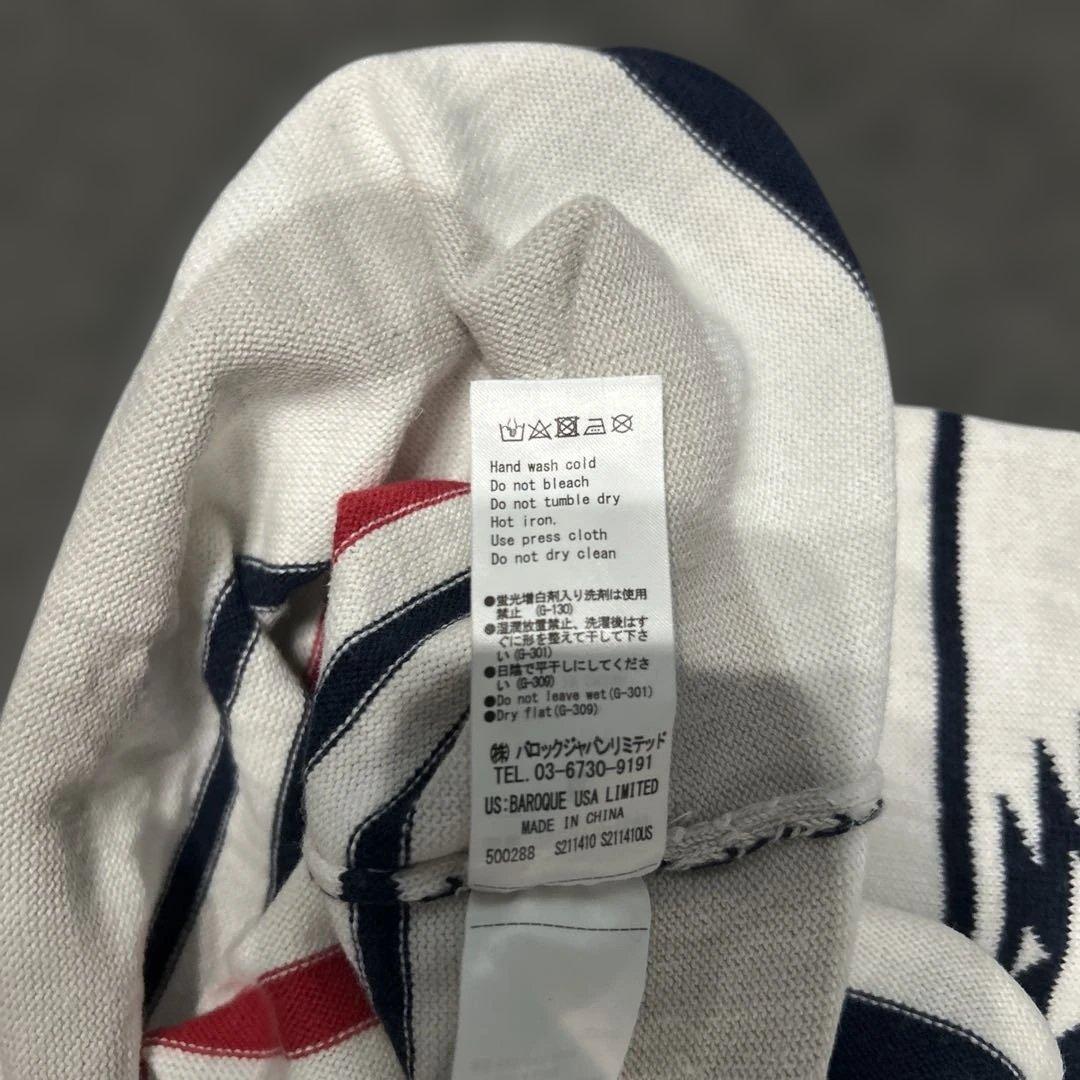 Hand wash cold
Do not bleach
Do not tumble dry
Hot iron.
Use press cloth
Do not dry clean
●蛍光増白剤入り洗剤は使用
禁止 (G-130)
●湿潤放置禁止、洗濯後はす
ぐに形を整えて干して下さ
い(G-301)
●日陰で平干しにしてくださ
い(G-309)
●Do not leave wet(G-301)
●Dry flat(G-309)
㈱ バロックジャパンリミテッド
TEL. 03-6730-9191
US:BAROQUE USA LIMITED
MADE IN CHINA
500288 S211410 S211410US